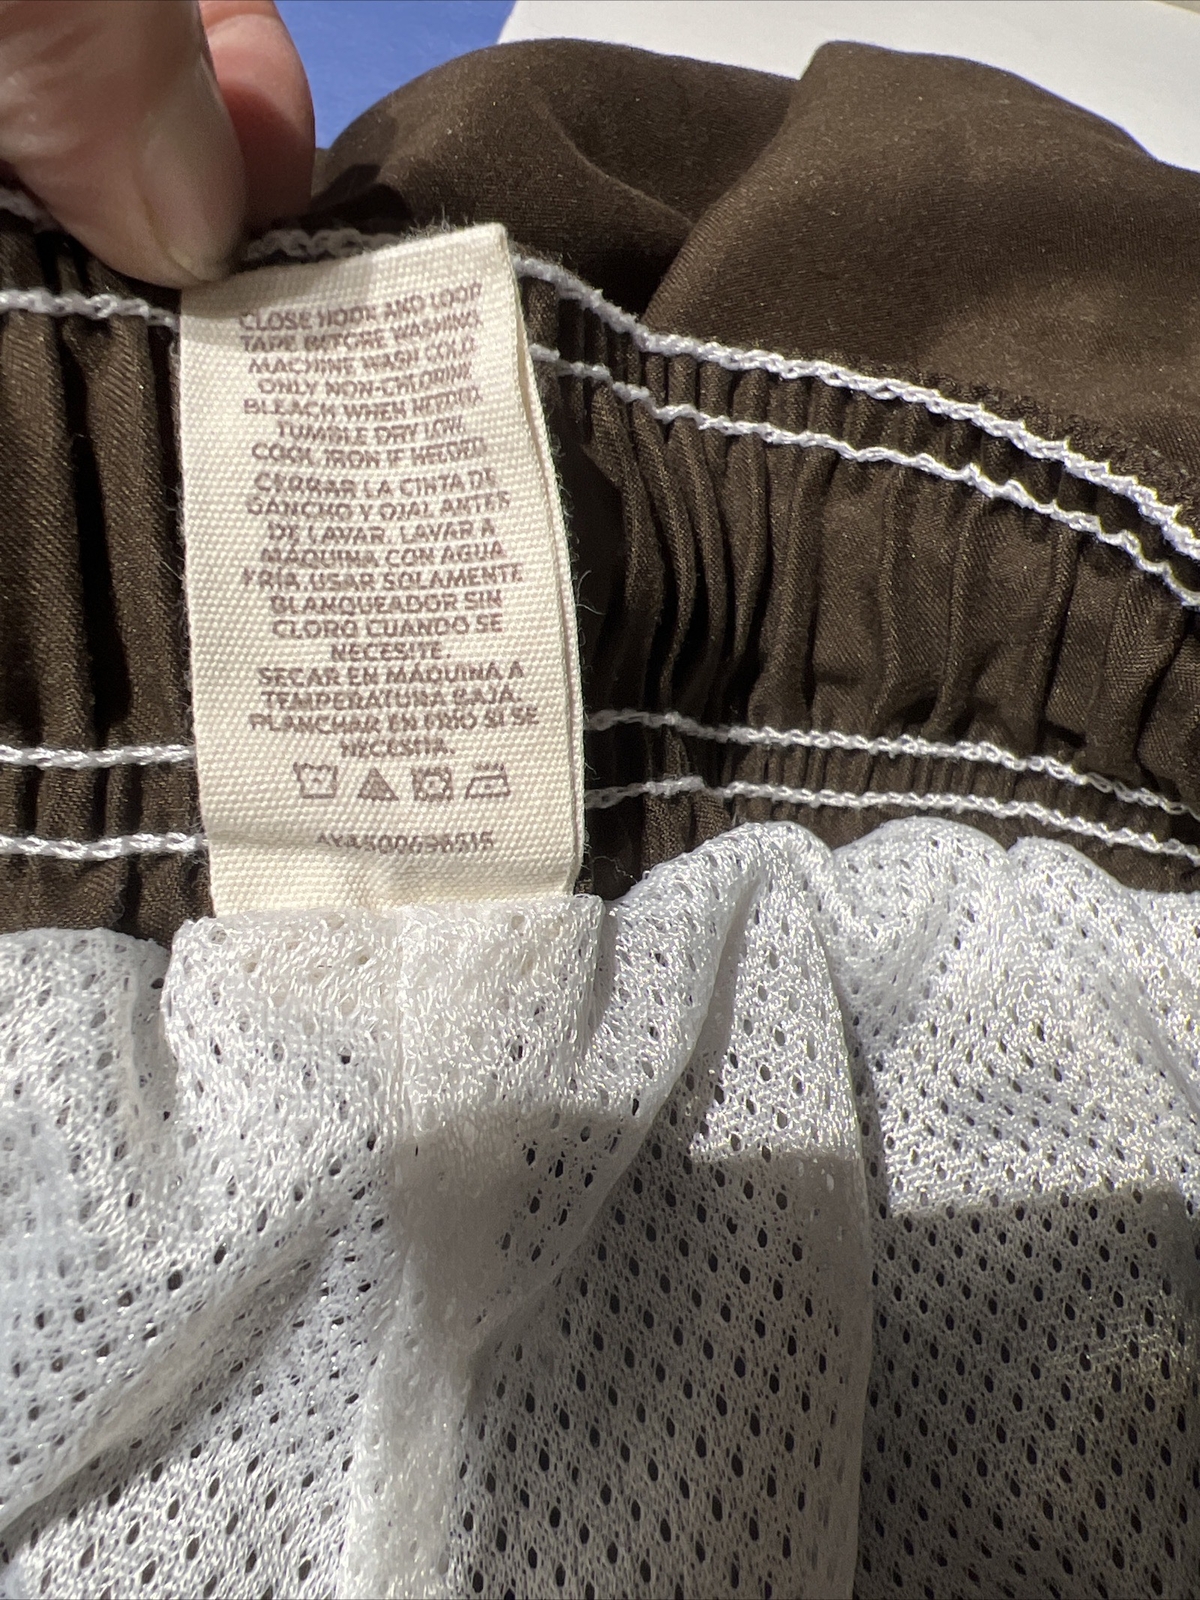 CLOSE HOOK AND LOOP
TAPE BEFORE WASHING.
MACHINE WASH COLD
ONLY NON-CHLORINE
BLEACH WHEN NEEDED.
TUMBLE DRY LOW.
COOL IRON IF NEEDED.
CERRAR LA CINTA DE
GANCHO Y OJAL ANTES
DE LAVAR. LAVAR A
MÁQUINA CON AGUA
FRÍA.USAR SOLAMENTE
BLANQUEADOR SIN
CLORO CUANDO SE
NECESITE.
SECAR EN MÁQUINA A
TEMPERATURA BAJA.
PLANCHAR EN FRÍO SI SE
NECESITA.